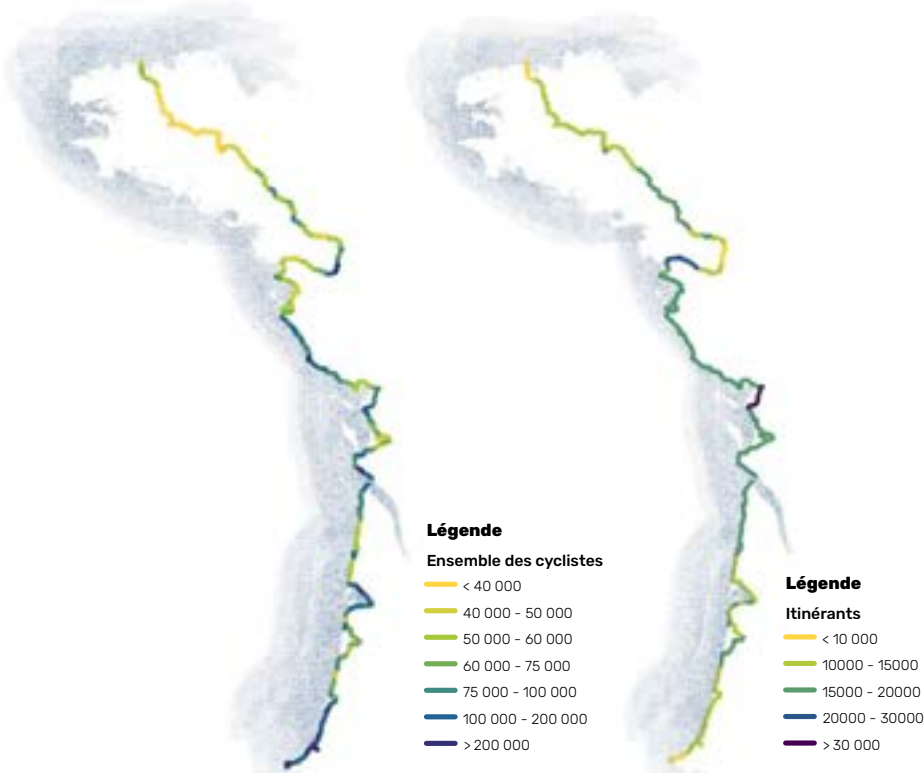 Légende
Ensemble des cyclistes
< 40 000
40 000 - 50 000
50 000 - 60 000
60 000 - 75 000
75 000 - 100 000
100 000 - 200 000
> 200 000
Légende
Itinérants
< 10 000
10000 - 15000
15000 - 20000
20000 - 30000
> 30 000